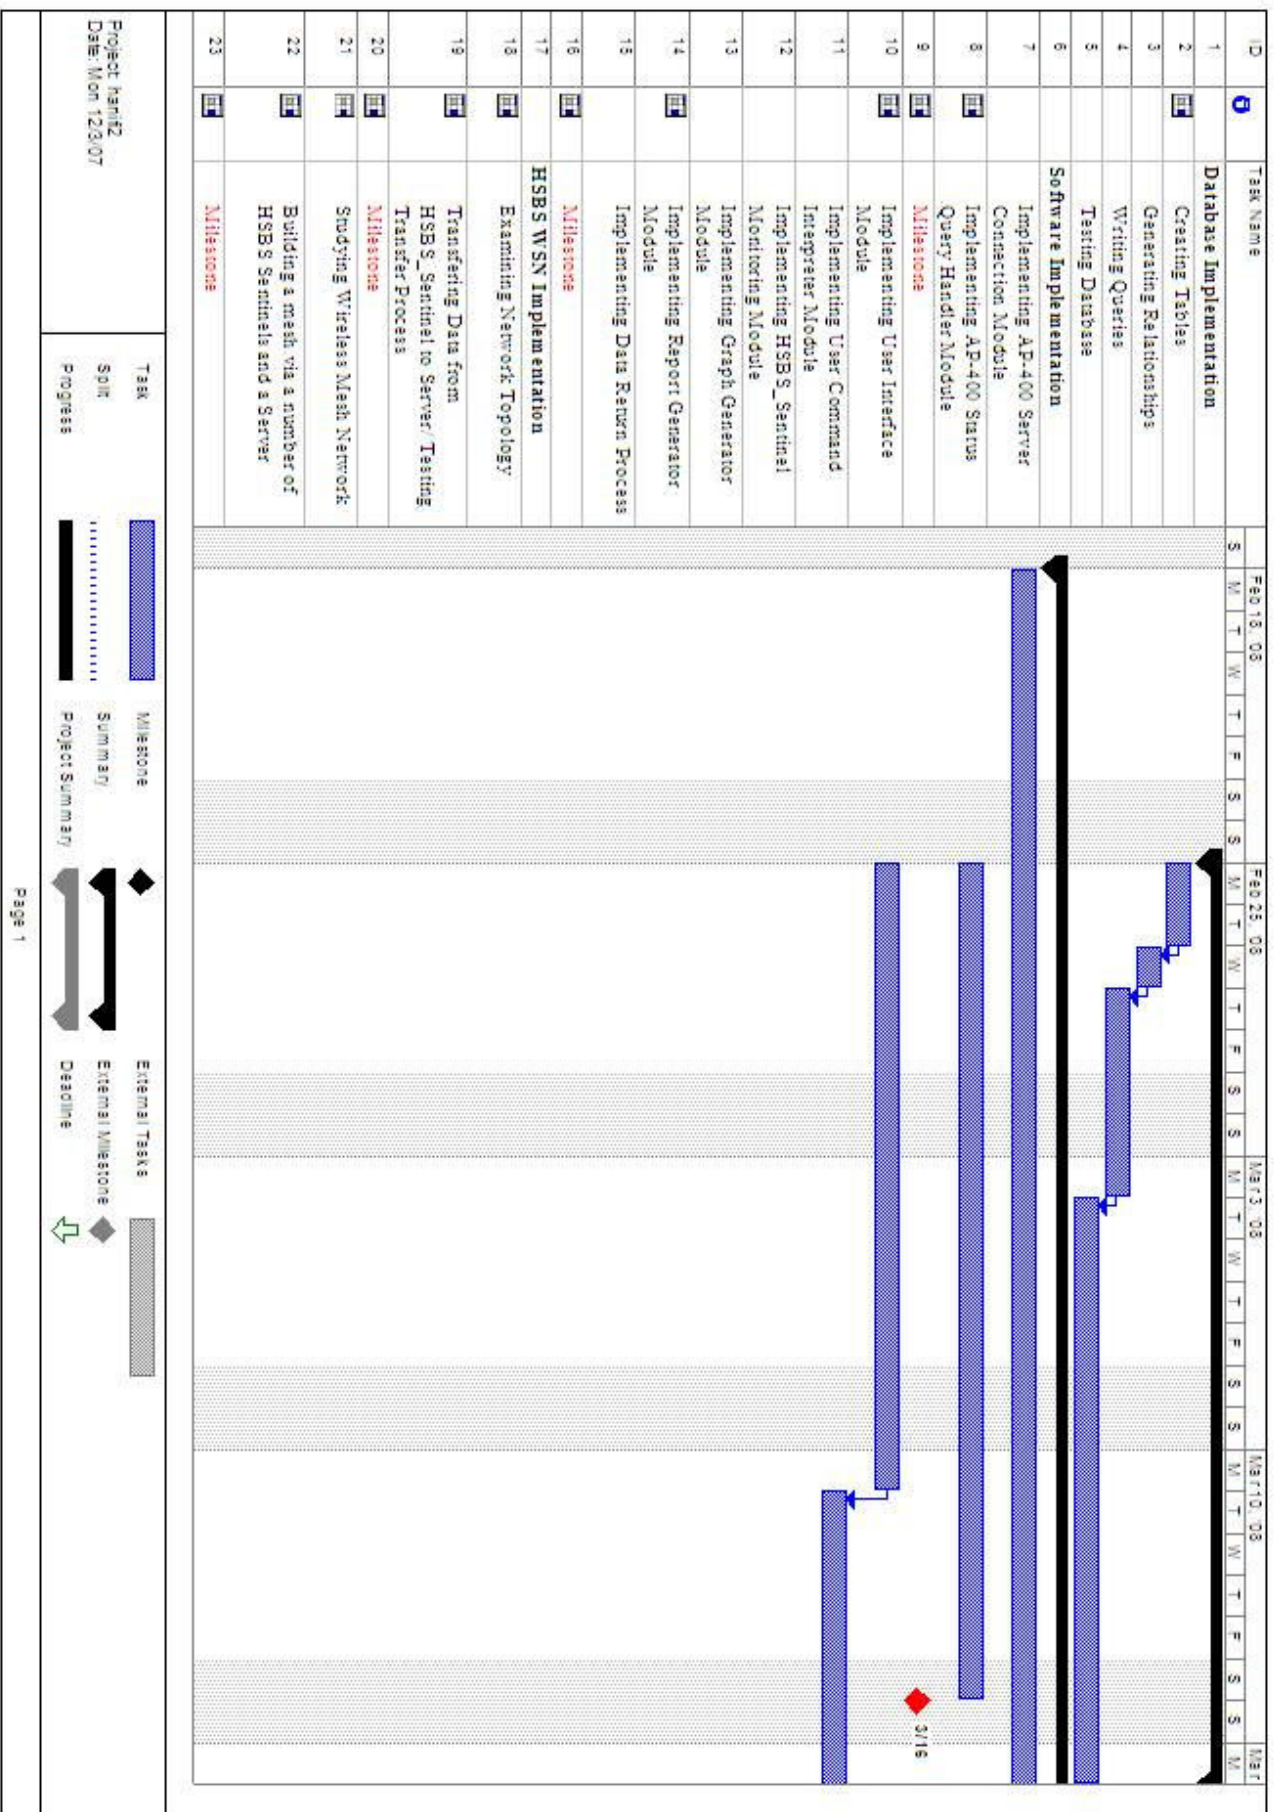 ID Task Name Feb 18, '08 Feb 25, '08 Mar 3, '08 Mar 10, '08 Mar
S M T W T F S S M T W T F S S M T W T F S S M T W T F S S M
1 Database Implementation
2 Creating Tables
3 Generating Relationships
4 Writing Queries
5 Testing Database
6 Software Implementation
7 Implementing AP-400 Server
Connection Module
8 Implementing AP-400 Status
Query Handler Module
9 Milestone 3/16
10 Implementing User Interface
Module
11 Implementing User Command
Interpreter Module
12 Implementing HSBS_Sentinel
Monitoring Module
13 Implementing Graph Generator
Module
14 Implementing Report Generator
Module
15 Implementing Data Return Process
16 Milestone
17 HSBS WSN Implementation
18 Examining Network Topology
19 Transfering Data from
HSB_Sentinel to Server/Testing
Transfer Process
20 Milestone
21 Studying Wireless Mesh Network
22 Building a mesh via a number of
HSBS Sentinels and a Server
23 Milestone
Project: hanif2
Date: Mon 12/3/07
Task Milestone External Tasks
Split Summary External Milestone
Progress Project Summary Deadline
Page 1